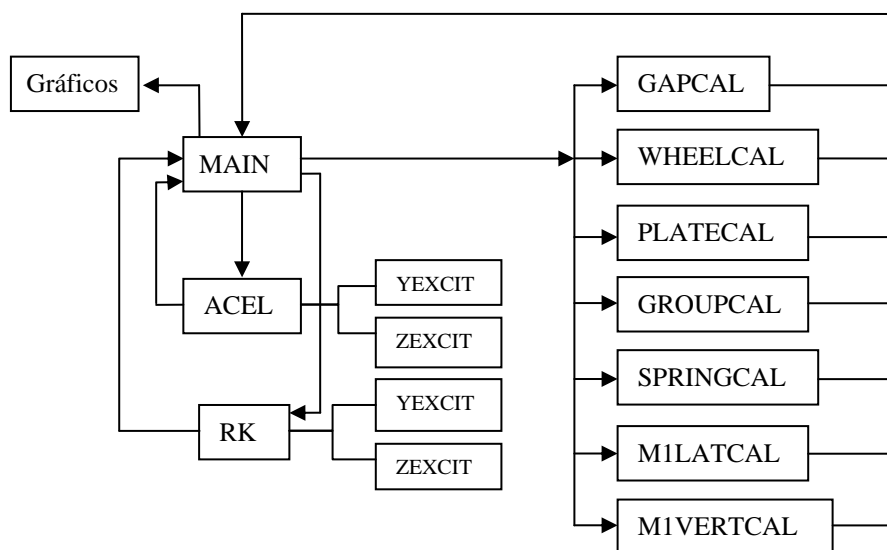 Gráficos
MAIN
ACEL
YEXCIT
ZEXCIT
RK
YEXCIT
ZEXCIT
GAPCAL
WHEELCAL
PLATECAL
GROUPCAL
SPRINGCAL
M1LATCAL
M1VERTCAL